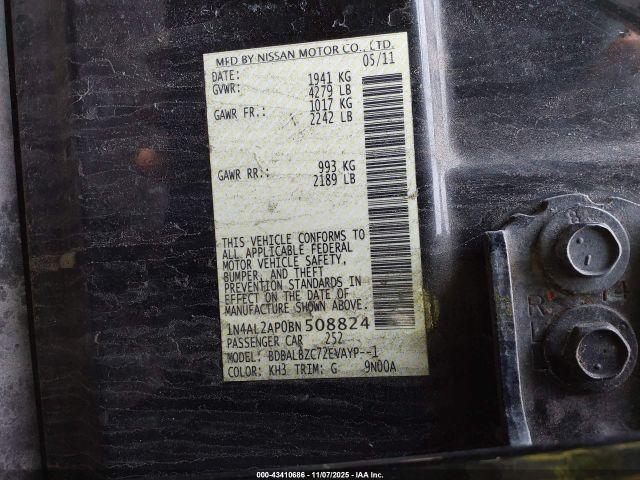 MFD BY NISSAN MOTOR CO., LTD.
DATE: 05/11
GVWR: 1941 KG
4279 LB
GAWR FR.: 1017 KG
2242 LB
GAWR RR.: 993 KG
2189 LB
THIS VEHICLE CONFORMS TO
ALL APPLICABLE FEDERAL
MOTOR VEHICLE SAFETY,
BUMPER, AND THEFT
PREVENTION STANDARDS IN
EFFECT ON THE DATE OF
MANUFACTURE SHOWN ABOVE.
1N4AL2AP0BN508824
PASSENGER CAR 252
MODEL: BDBALBZC72EVAYP--1
COLOR: KH3 TRIM: G 9N00A
R
L
000-43410686 - 11/07/2025 - IAA Inc.